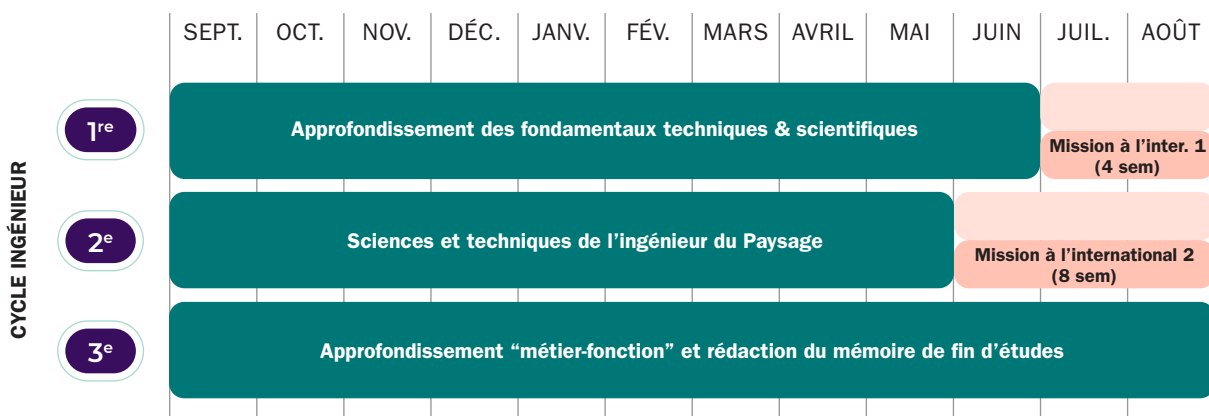 SEPT. OCT. NOV. DÉC. JANV. FÉV. MARS AVRIL MAI JUIN JUIL. AOÛT
CYCLE INGÉNIEUR
1re
Approfondissement des fondamentaux techniques & scientifiques
Mission à l’inter. 1
(4 sem)
2e
Sciences et techniques de l’ingénieur du Paysage
Mission à l’international 2
(8 sem)
3e
Approfondissement “métier-fonction” et rédaction du mémoire de fin d’études